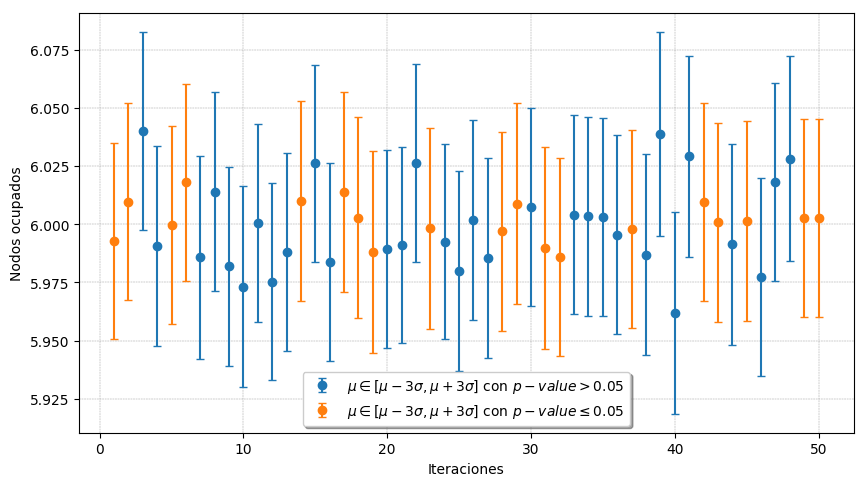 6.075
6.050
6.025
6.000
5.975
5.950
5.925
Nodos ocupados
μ ∈ [μ − 3σ, μ + 3σ] con p − value > 0.05
μ ∈ [μ − 3σ, μ + 3σ] con p − value ≤ 0.05
0 10 20 30 40 50
Iteraciones